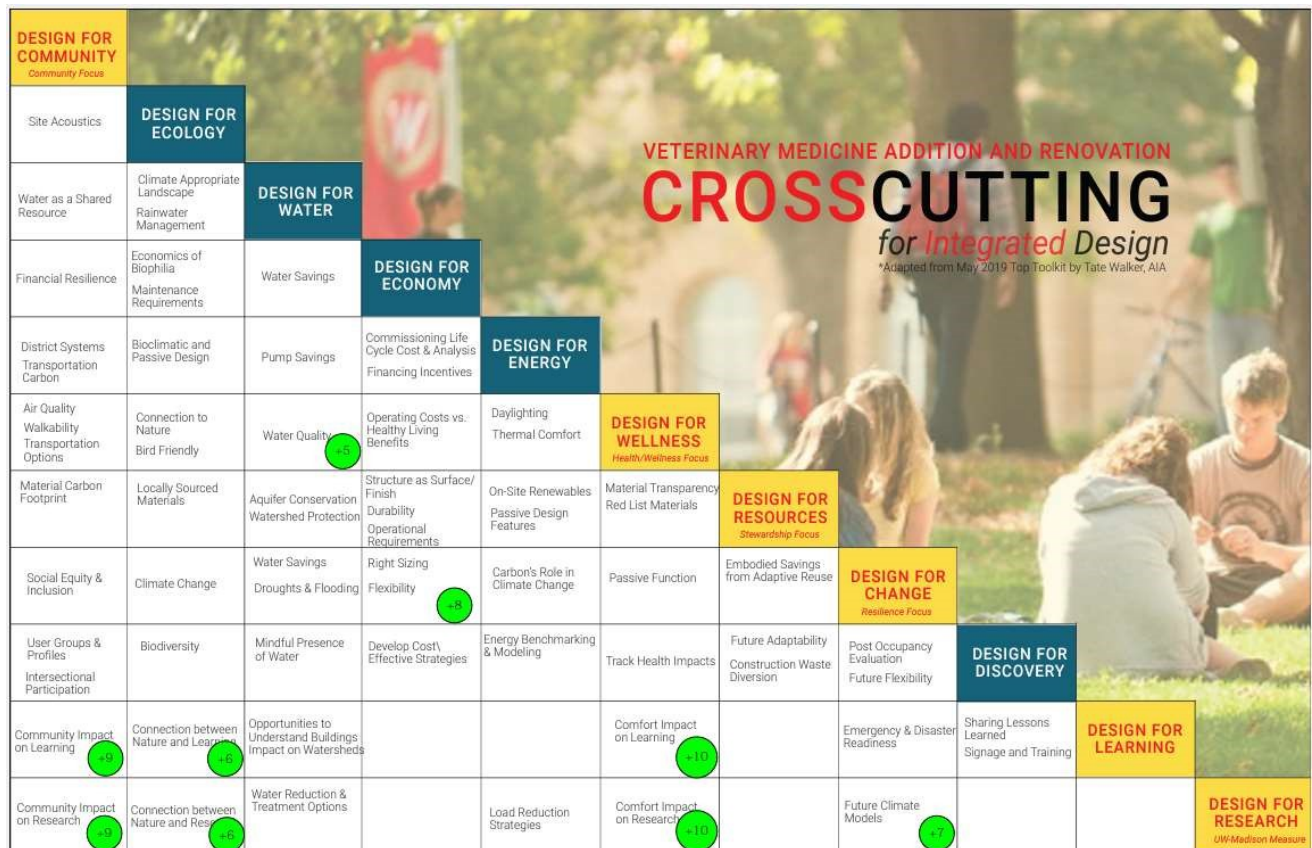 DESIGN FOR
COMMUNITY
Community Focus
W
VETERINARY MEDICINE ADDITION AND RENOVATION
CROSSCUTTING
for Integrated Design
*Adapted from May 2019 Top Toolkit by Tate Walker, AIA
Site Acoustics
DESIGN FOR
ECOLOGY
Water as a Shared
Resource
Climate Appropriate
Landscape
Rainwater
Management
DESIGN FOR
WATER
Financial Resilience
Economics of
Biophilia
Maintenance
Requirements
Water Savings
DESIGN FOR
ECONOMY
District Systems
Transportation
Carbon
Bioclimatic and
Passive Design
Pump Savings
Commissioning Life
Cycle Cost & Analysis
Financing Incentives
DESIGN FOR
ENERGY
Air Quality
Walkability
Transportation
Options
Connection to
Nature
Bird Friendly
Water Quality
+5
Operating Costs vs.
Healthy Living
Benefits
Daylighting
Thermal Comfort
DESIGN FOR
WELLNESS
Health/Wellness Focus
Material Carbon
Footprint
Locally Sourced
Materials
Aquifer Conservation
Watershed Protection
Structure as Surface/
Finish
Durability
Operational
Requirements
On-Site Renewables
Passive Design
Features
Material Transparency
Red List Materials
DESIGN FOR
RESOURCES
Stewardship Focus
Social Equity &
Inclusion
Climate Change
Water Savings
Droughts & Flooding
Right Sizing
Flexibility
+8
Carbon's Role in
Climate Change
Passive Function
Embodied Savings
from Adaptive Reuse
DESIGN FOR
CHANGE
Resilience Focus
User Groups &
Profiles
Intersectional
Participation
Biodiversity
Mindful Presence
of Water
Develop Cost\
Effective Strategies
Energy Benchmarking
& Modeling
Track Health Impacts
Future Adaptability
Construction Waste
Diversion
Post Occupancy
Evaluation
Future Flexibility
DESIGN FOR
DISCOVERY
Community Impact
on Learning
+9
Connection between
Nature and Learning
+6
Opportunities to
Understand Buildings
Impact on Watersheds
Comfort Impact
on Learning
+10
Emergency & Disaster
Readiness
Sharing Lessons
Learned
Signage and Training
DESIGN FOR
LEARNING
Community Impact
on Research
+9
Connection between
Nature and
+6
Water Reduction &
Treatment Options
Load Reduction
Strategies
Comfort Impact
on Research
+10
Future Climate
Models
+7
DESIGN FOR
RESEARCH
UW-Madison Measure